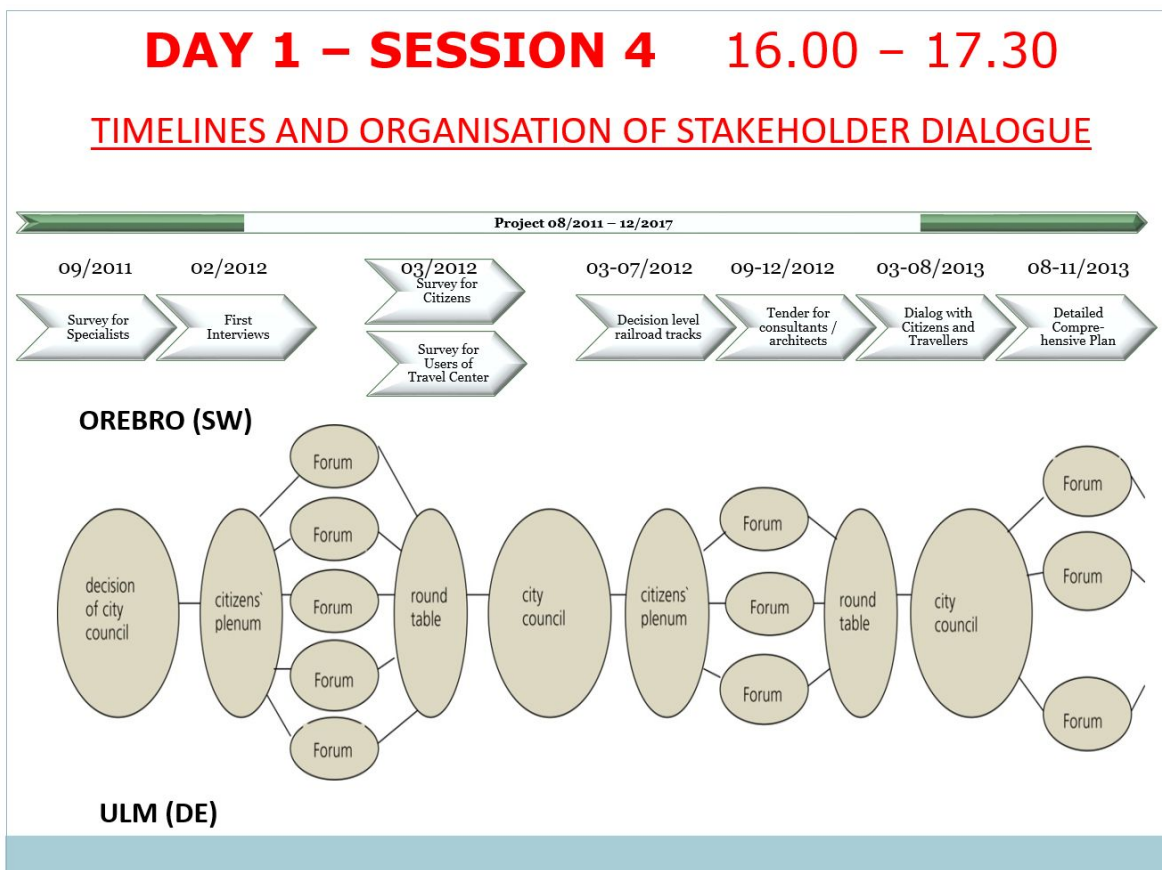 DAY 1 – SESSION 4 16.00 – 17.30
TIMELINES AND ORGANISATION OF STAKEHOLDER DIALOGUE
Project 08/2011 – 12/2017
09/2011
Survey for
Specialists
02/2012
First
Interviews
03/2012
Survey for
Citizens
Survey for
Users of
Travel Center
03-07/2012
Decision level
railroad tracks
09-12/2012
Tender for
consultants /
architects
03-08/2013
Dialog with
Citizens and
Travellers
08-11/2013
Detailed
Compre-
hensive Plan
OREBRO (SW)
decision
of city
council
citizens`
plenum
Forum
Forum
Forum
Forum
Forum
round
table
city
council
citizens`
plenum
Forum
Forum
Forum
round
table
city
council
Forum
Forum
Forum
ULM (DE)